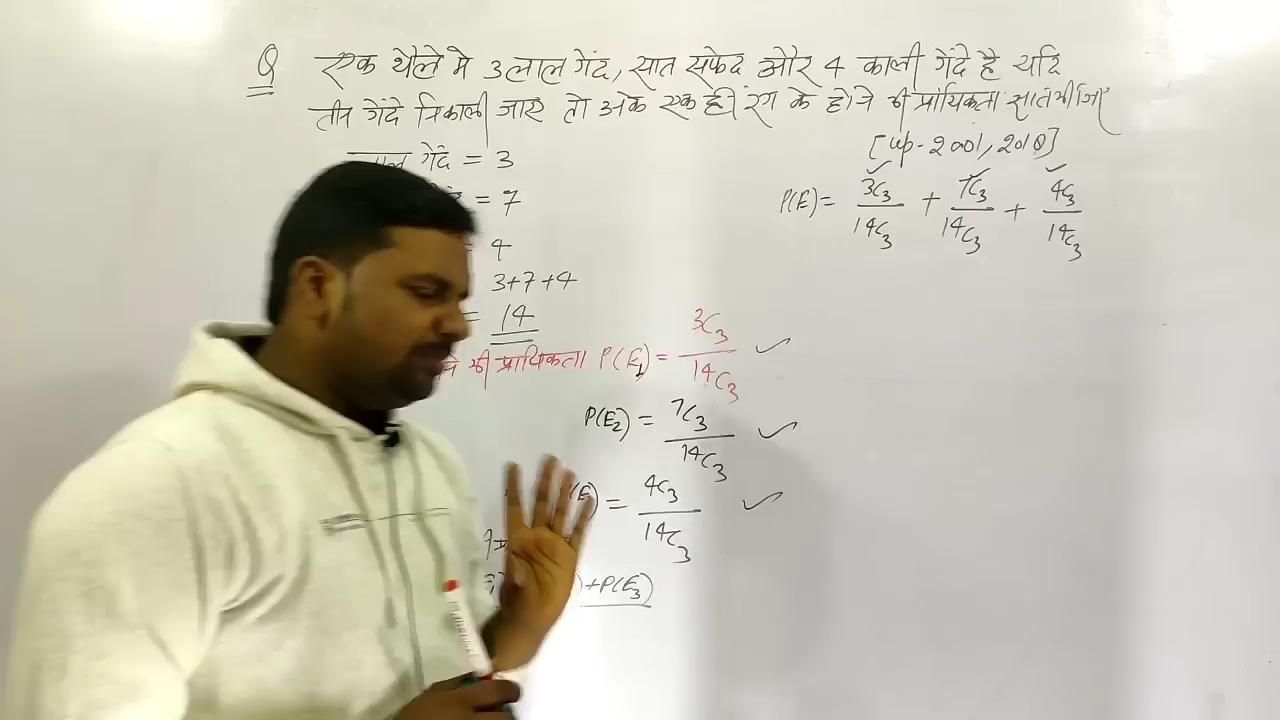 Q एक थैले मे 3 लाल गेंद, सात सफेद और 4 काली गेंदे है यदि
तीन गेंदे निकाली जाए तो उनके एक ही रंग के होने की प्रायिकता ज्ञात कीजिए
[UP-2001, 2018]
लाल गेंद = 3
= 7
= 4
3+7+4
= 14
P(E) = 3C₃/14C₃ + 7C₃/14C₃ + 4C₃/14C₃
की प्रायिकता P(E₁) = 3C₃/14C₃ ✓
P(E₂) = 7C₃/14C₃ ✓
= 4C₃/14C₃ ✓
+P(E₃)